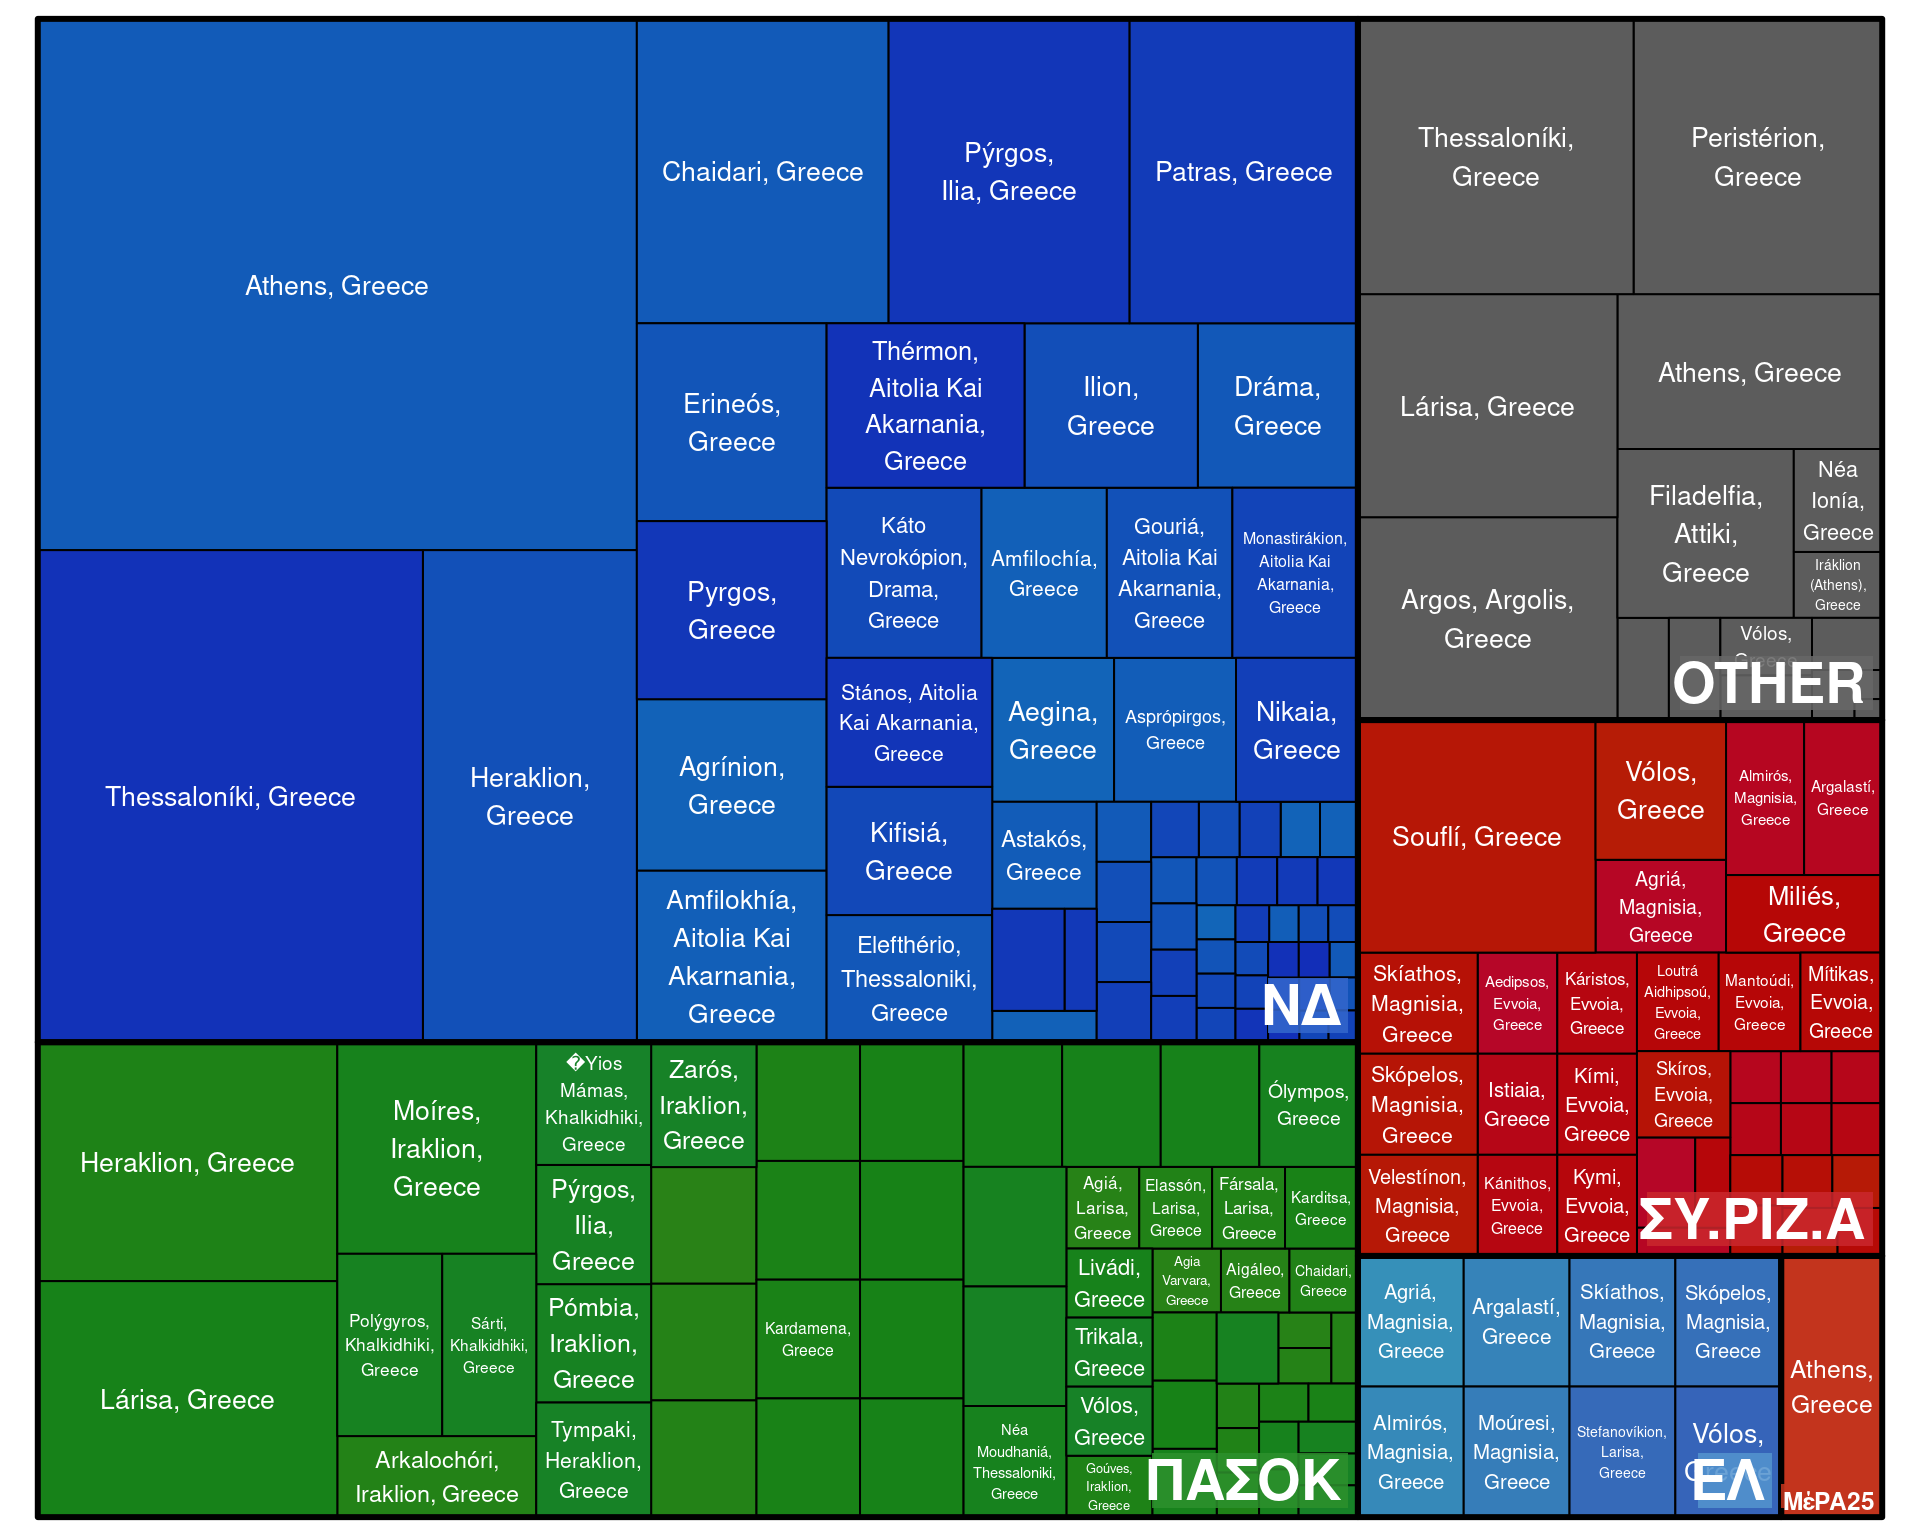 Athens, Greece
Chaidari, Greece
Pýrgos,
Ilia, Greece
Patras, Greece
Thessaloníki, Greece
Heraklion,
Greece
Erineós,
Greece
Thérmon,
Aitolia Kai
Akarnania,
Greece
Ilion,
Greece
Dráma,
Greece
Pyrgos,
Greece
Káto
Nevrokópion,
Drama,
Greece
Amfilochía,
Greece
Gouriá,
Aitolia Kai
Akarnania,
Greece
Monastirákion,
Aitolia Kai
Akarnania,
Greece
Agrínion,
Greece
Stános, Aitolia
Kai Akarnania,
Greece
Aegina,
Greece
Asprópirgos,
Greece
Nikaia,
Greece
Amfilokhía,
Aitolia Kai
Akarnania,
Greece
Kifisiá,
Greece
Astakós,
Greece
Elefthério,
Thessaloniki,
Greece
ΝΔ
Thessaloníki,
Greece
Peristérion,
Greece
Lárisa, Greece
Athens, Greece
Argos, Argolis,
Greece
Filadelfia,
Attiki,
Greece
Néa
Ionía,
Greece
Iráklion
(Athens),
Greece
Vólos,
Greece
OTHER
Souflí, Greece
Vólos,
Greece
Almirós,
Magnisia,
Greece
Argalastí,
Greece
Agriá,
Magnisia,
Greece
Miliés,
Greece
Skíathos,
Magnisia,
Greece
Aedipsos,
Evvoia,
Greece
Káristos,
Evvoia,
Greece
Loutrá
Aidhipsoú,
Evvoia,
Greece
Mantoúdi,
Evvoia,
Greece
Mítikas,
Evvoia,
Greece
Skópelos,
Magnisia,
Greece
Istiaia,
Greece
Kími,
Evvoia,
Greece
Skíros,
Evvoia,
Greece
Velestínon,
Magnisia,
Greece
Kánithos,
Evvoia,
Greece
Kymi,
Evvoia,
Greece
ΣΥ.ΡΙΖ.Α
Heraklion, Greece
Moíres,
Iraklion,
Greece
�Yios
Mámas,
Khalkidhiki,
Greece
Zarós,
Iraklion,
Greece
Ólympos,
Greece
Pýrgos,
Ilia,
Greece
Agiá,
Larisa,
Greece
Elassón,
Larisa,
Greece
Fársala,
Larisa,
Greece
Karditsa,
Greece
Lárisa, Greece
Polýgyros,
Khalkidhiki,
Greece
Sárti,
Khalkidhiki,
Greece
Pómbia,
Iraklion,
Greece
Kardamena,
Greece
Livádi,
Greece
Agia
Varvara,
Greece
Aigáleo,
Greece
Chaidari,
Greece
Trikala,
Greece
Arkalochóri,
Iraklion, Greece
Tympaki,
Heraklion,
Greece
Néa
Moudhaniá,
Thessaloniki,
Greece
Vólos,
Greece
Goúves,
Iraklion,
Greece
ΠΑΣΟΚ
Agriá,
Magnisia,
Greece
Argalastí,
Greece
Skíathos,
Magnisia,
Greece
Skópelos,
Magnisia,
Greece
Almirós,
Magnisia,
Greece
Moúresi,
Magnisia,
Greece
Stefanovíkion,
Larisa,
Greece
Vólos,
Greece
ΕΛ
Athens,
Greece
ΜέΡΑ25